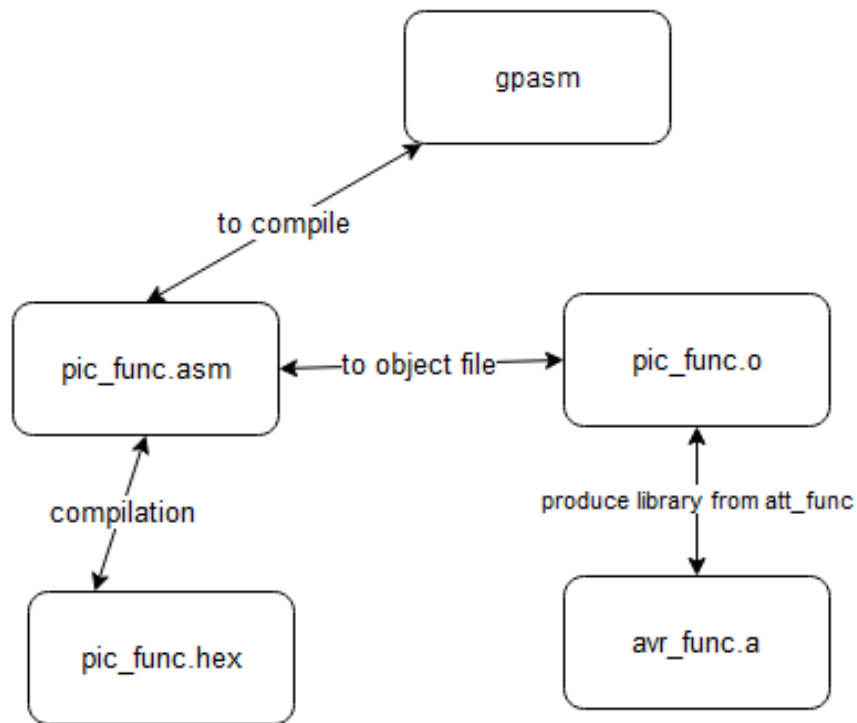 gpasm
to compile
pic_func.asm
to object file
pic_func.o
compilation
produce library from att_func
pic_func.hex
avr_func.a